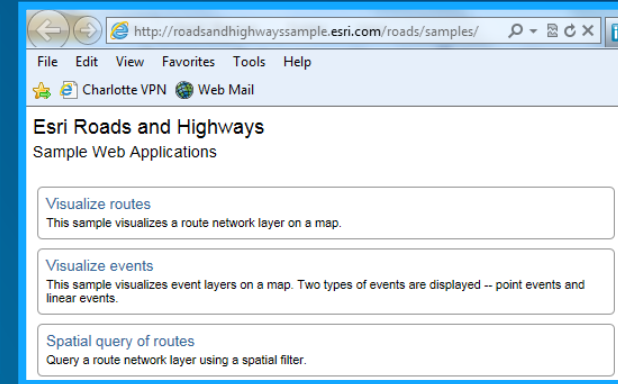 http://roadsandhighwayssample.esri.com/roads/samples/
File Edit View Favorites Tools Help
Charlotte VPN Web Mail
Esri Roads and Highways
Sample Web Applications
Visualize routes
This sample visualizes a route network layer on a map.
Visualize events
This sample visualizes event layers on a map. Two types of events are displayed -- point events and
linear events.
Spatial query of routes
Query a route network layer using a spatial filter.